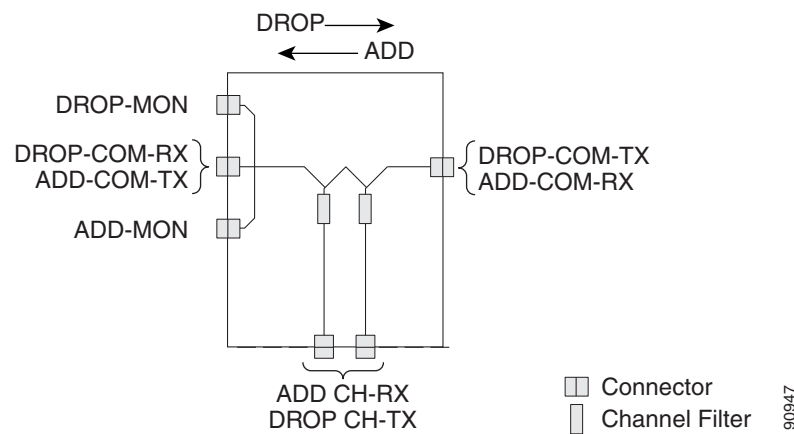 DROP
ADD
DROP-MON
DROP-COM-RX
ADD-COM-TX
DROP-COM-TX
ADD-COM-RX
ADD-MON
ADD CH-RX
DROP CH-TX
Connector
Channel Filter
90947